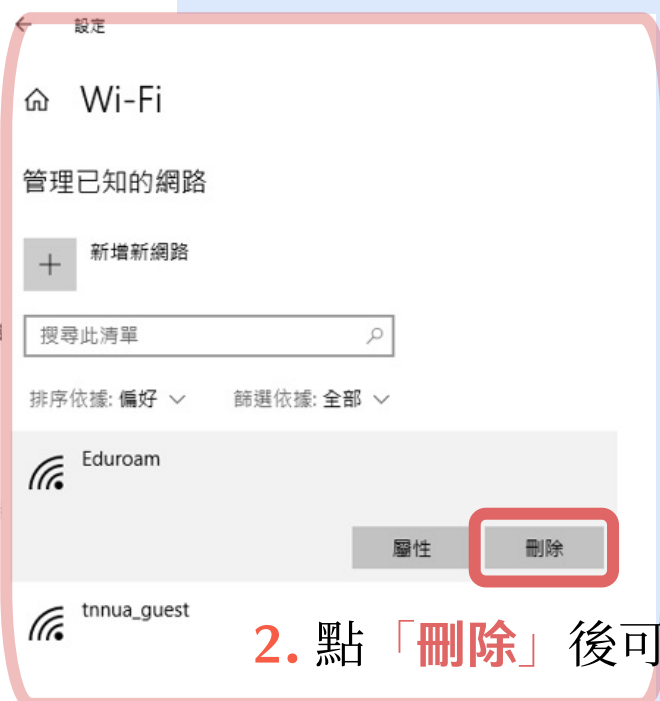 設定
Wi-Fi
管理已知的網路
新增新網路
搜尋此清單
排序依據: 偏好 篩選依據: 全部
Eduroam
屬性 刪除
tnnua_guest
2. 點「刪除」後可